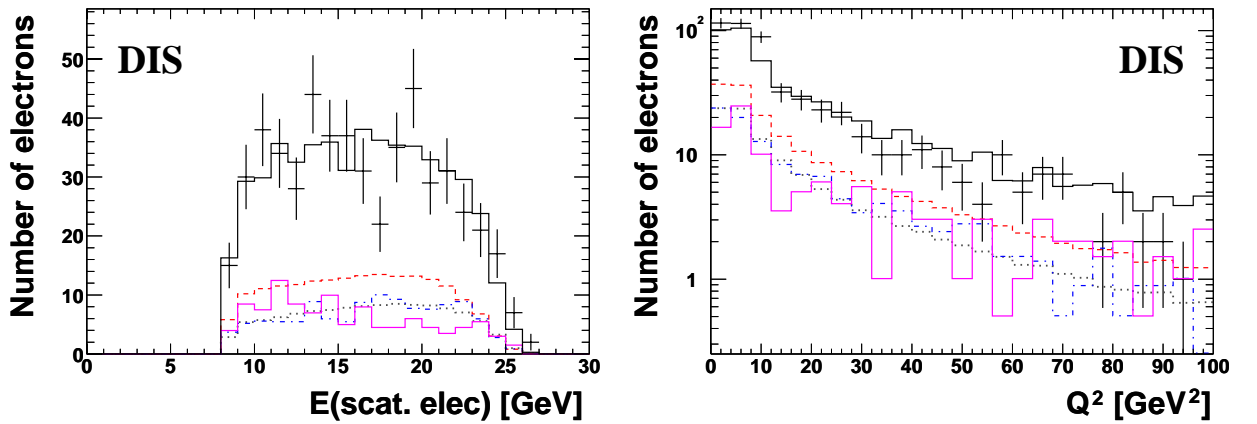 Number of electrons
DIS
50
40
30
20
10
0
0 5 10 15 20 25 30
E(scat. elec) [GeV]
Number of electrons
DIS
10²
10
1
0 10 20 30 40 50 60 70 80 90 100
Q² [GeV²]